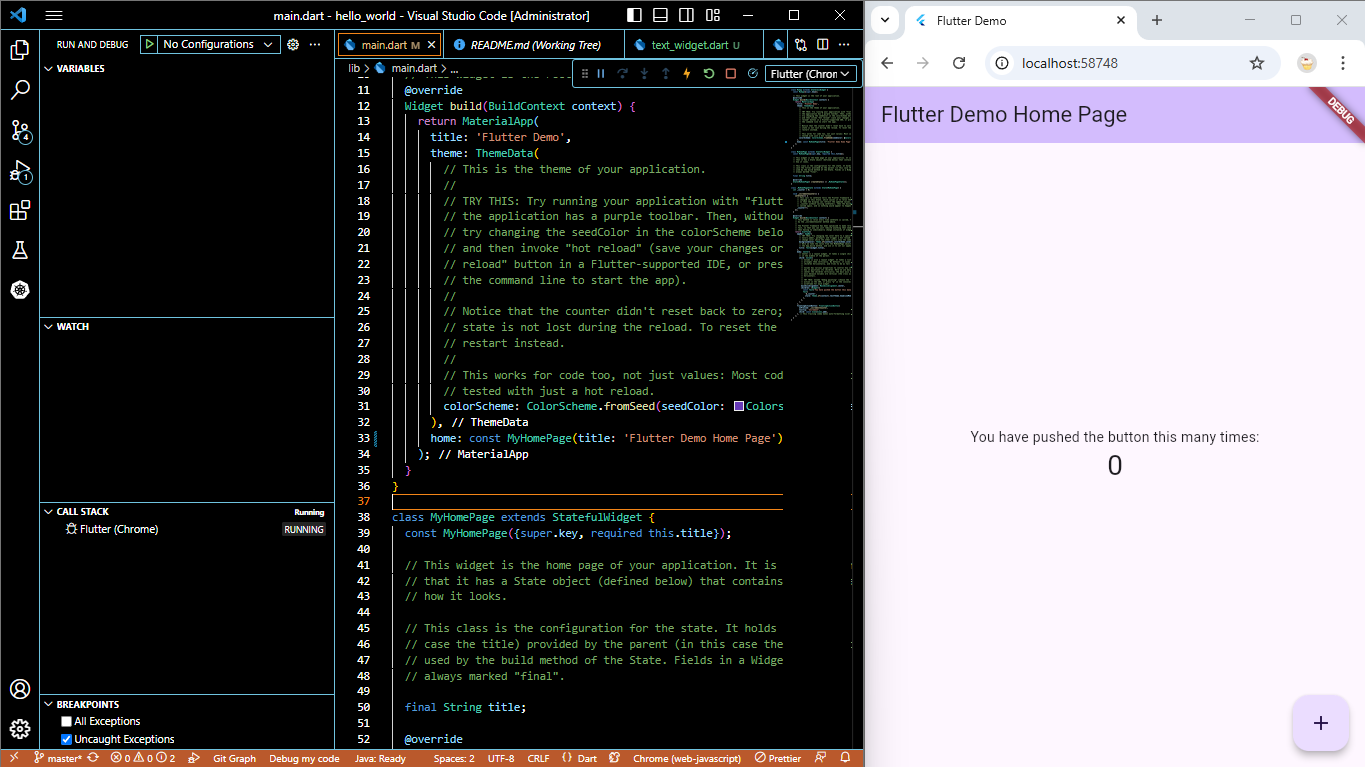 main.dart - hello_world - Visual Studio Code [Administrator]
RUN AND DEBUG
No Configurations
VARIABLES
WATCH
CALL STACK
Running
Flutter (Chrome)
RUNNING
BREAKPOINTS
All Exceptions
Uncaught Exceptions
4
1
main.dart M
README.md (Working Tree)
text_widget.dart U
lib > main.dart > ...
Flutter (Chrom
11 @override
12 Widget build(BuildContext context) {
13 return MaterialApp(
14 title: 'Flutter Demo',
15 theme: ThemeData(
16 // This is the theme of your application.
17 //
18 // TRY THIS: Try running your application with "flutt
19 // the application has a purple toolbar. Then, withou
20 // try changing the seedColor in the colorScheme belo
21 // and then invoke "hot reload" (save your changes or
22 // reload" button in a Flutter-supported IDE, or pres
23 // the command line to start the app).
24 //
25 // Notice that the counter didn't reset back to zero;
26 // state is not lost during the reload. To reset the
27 // restart instead.
28 //
29 // This works for code too, not just values: Most cod
30 // tested with just a hot reload.
31 colorScheme: ColorScheme.fromSeed(seedColor: Colors
32 ), // ThemeData
33 home: const MyHomePage(title: 'Flutter Demo Home Page')
34 ); // MaterialApp
35 }
36 }
37
38 class MyHomePage extends StatefulWidget {
39 const MyHomePage({super.key, required this.title});
40
41 // This widget is the home page of your application. It is
42 // that it has a State object (defined below) that contains
43 // how it looks.
44
45 // This class is the configuration for the state. It holds
46 // case the title) provided by the parent (in this case the
47 // used by the build method of the State. Fields in a Widge
48 // always marked "final".
49
50 final String title;
51
52 @override
master* 0 0 2 Git Graph Debug my code Java: Ready Spaces: 2 UTF-8 CRLF {} Dart Chrome (web-javascript) Prettier
Flutter Demo
localhost:58748
Flutter Demo Home Page
DEBUG
You have pushed the button this many times:
0
+